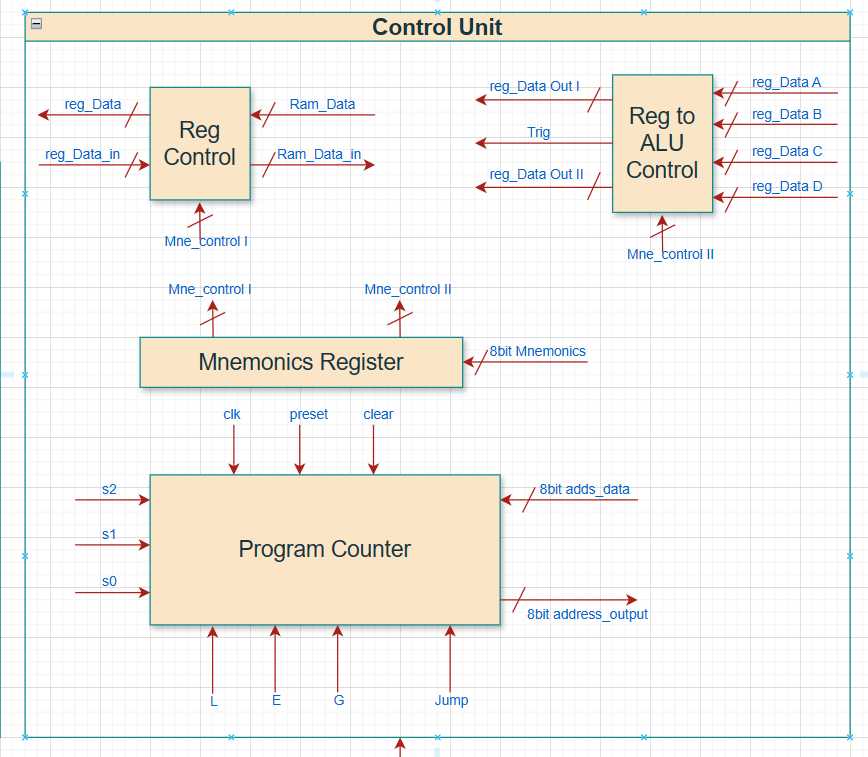 Control Unit
reg_Data
Ram_Data
Reg
Control
reg_Data_in
Ram_Data_in
Mne_control I
reg_Data Out I
Trig
reg_Data Out II
Reg to
ALU
Control
reg_Data A
reg_Data B
reg_Data C
reg_Data D
Mne_control II
Mne_control I
Mne_control II
Mnemonics Register
8bit Mnemonics
clk
preset
clear
s2
s1
s0
Program Counter
8bit adds_data
8bit address_output
L
E
G
Jump